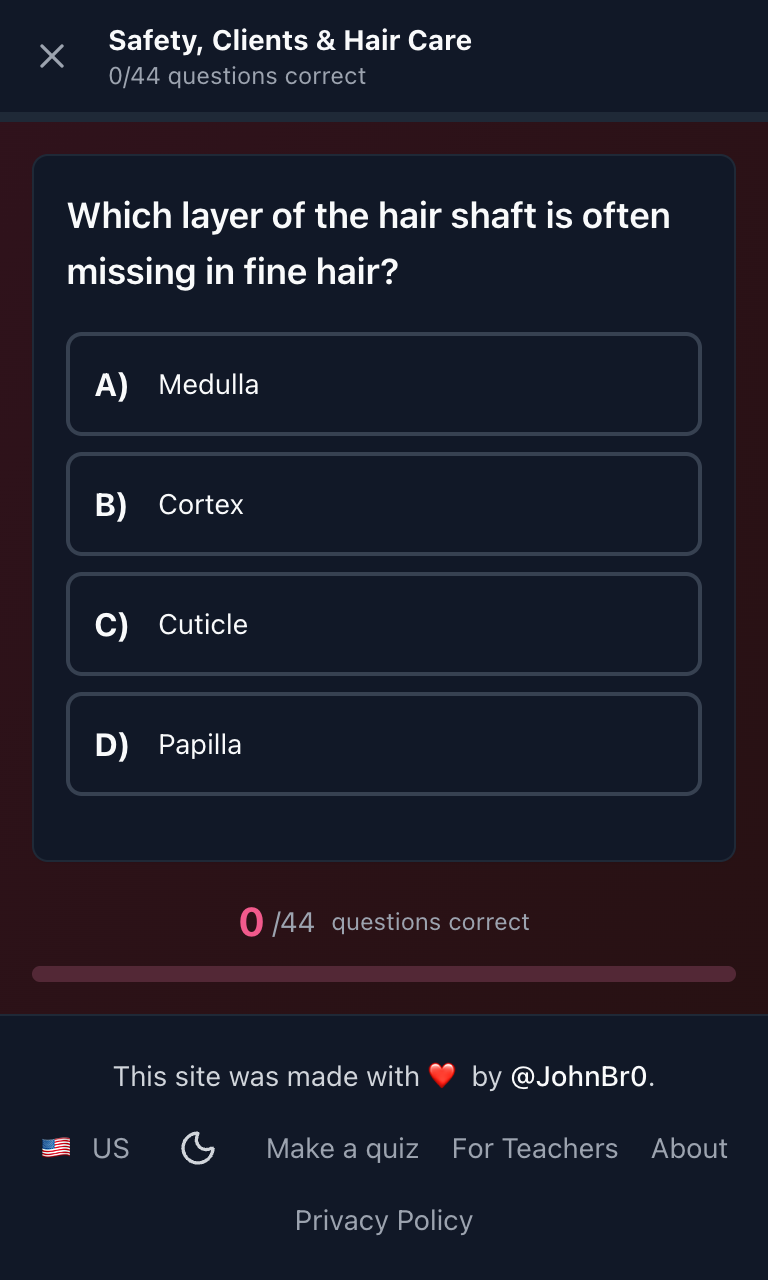 Safety, Clients & Hair Care
0/44 questions correct
Which layer of the hair shaft is often
missing in fine hair?
A) Medulla
B) Cortex
C) Cuticle
D) Papilla
0 /44 questions correct
This site was made with ❤️ by @JohnBr0.
🇺🇸 US Make a quiz For Teachers About
Privacy Policy